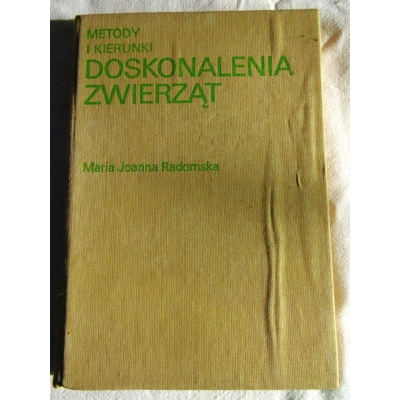 METODY
I KIERUNKI
DOSKONALENIA
ZWIERZĄT
Maria Joanna Radomska